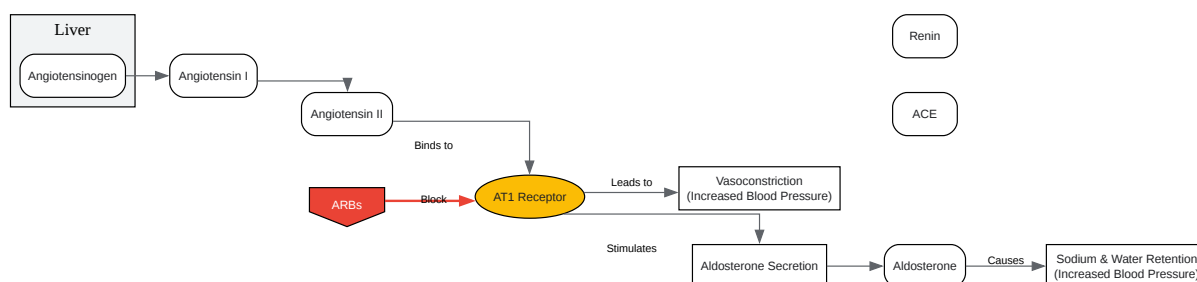 Liver
Renin
Angiotensinogen
Angiotensin I
Angiotensin II
ACE
Binds to
Leads to
Vasoconstriction
(Increased Blood Pressure)
ARBs
Block
AT1 Receptor
Stimulates
Aldosterone Secretion
Aldosterone
Causes
Sodium & Water Retention
(Increased Blood Pressure)